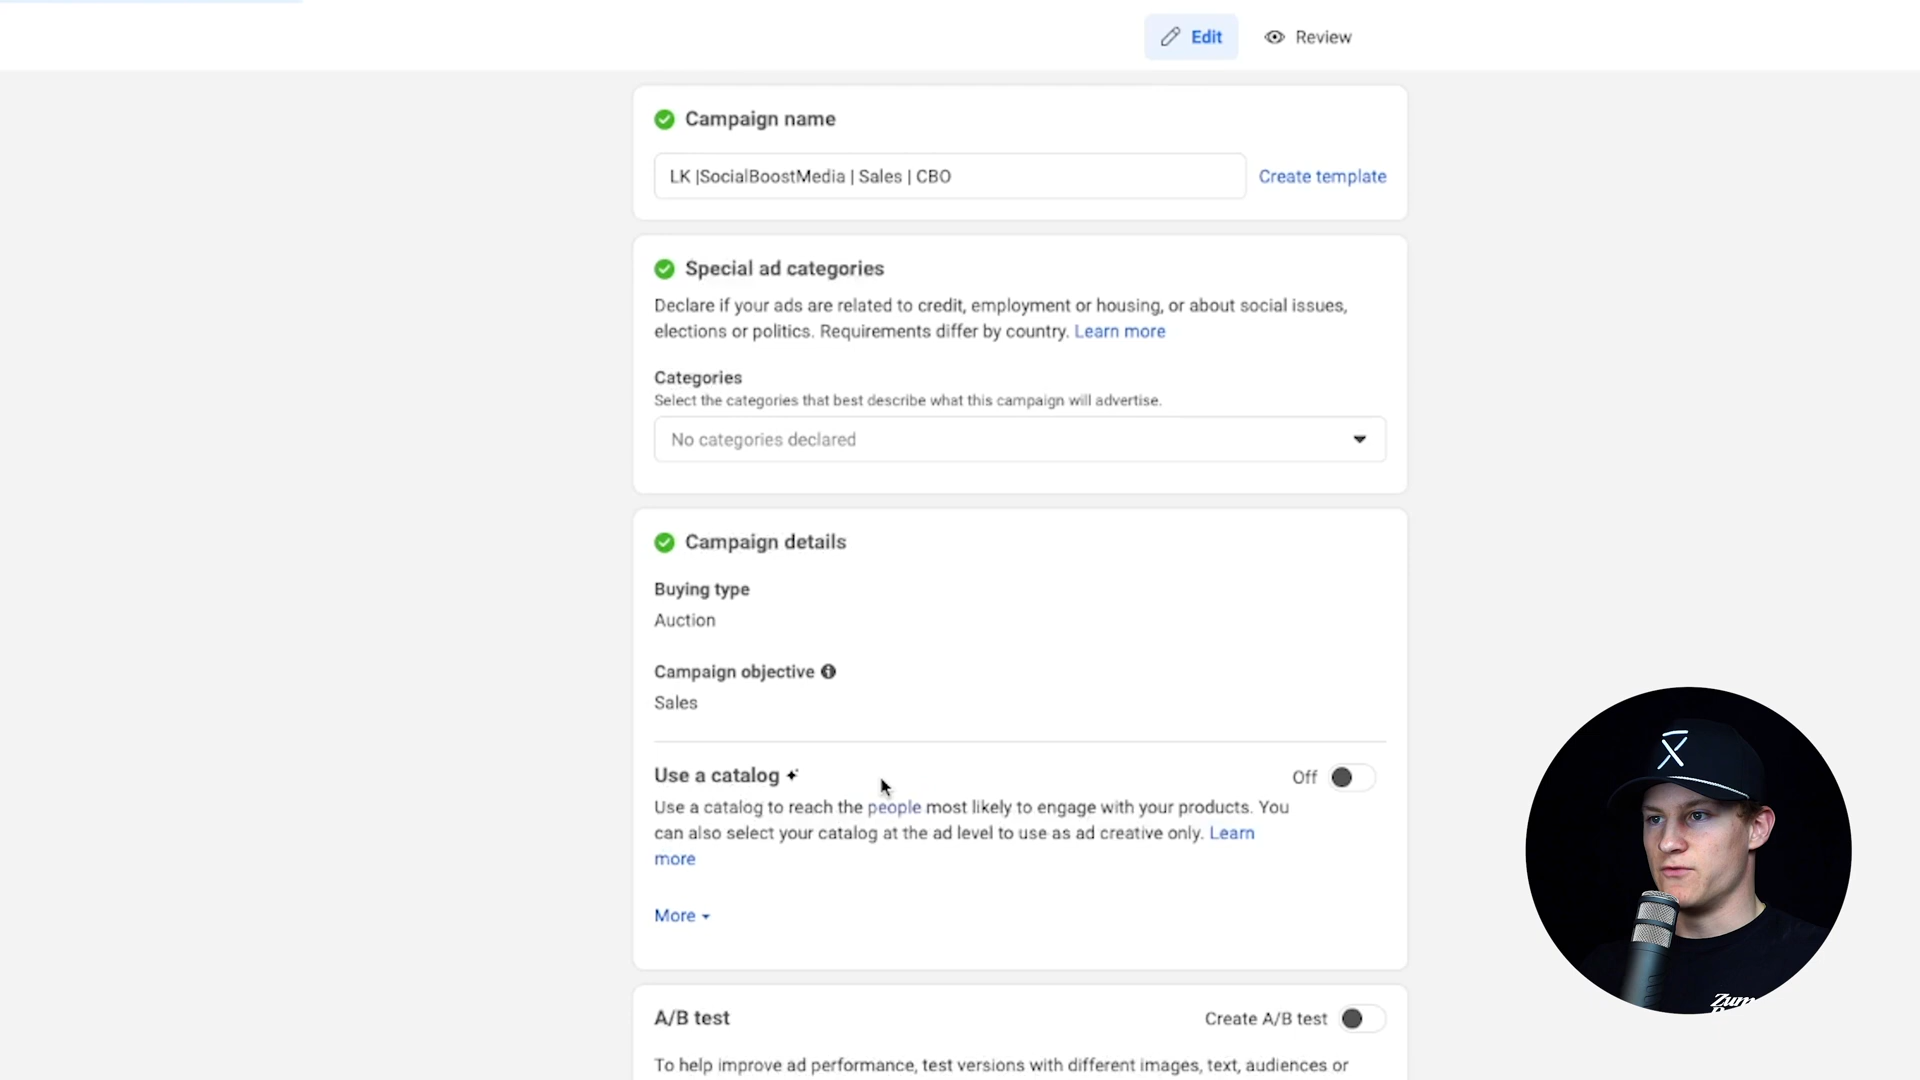 Edit
Review
Campaign name
LK |SocialBoostMedia | Sales | CBO
Create template
Special ad categories
Declare if your ads are related to credit, employment or housing, or about social issues,
elections or politics. Requirements differ by country. Learn more
Categories
Select the categories that best describe what this campaign will advertise.
No categories declared
Campaign details
Buying type
Auction
Campaign objective
Sales
Use a catalog
Off
Use a catalog to reach the people most likely to engage with your products. You
can also select your catalog at the ad level to use as ad creative only. Learn
more
More
A/B test
Create A/B test
To help improve ad performance, test versions with different images, text, audiences or